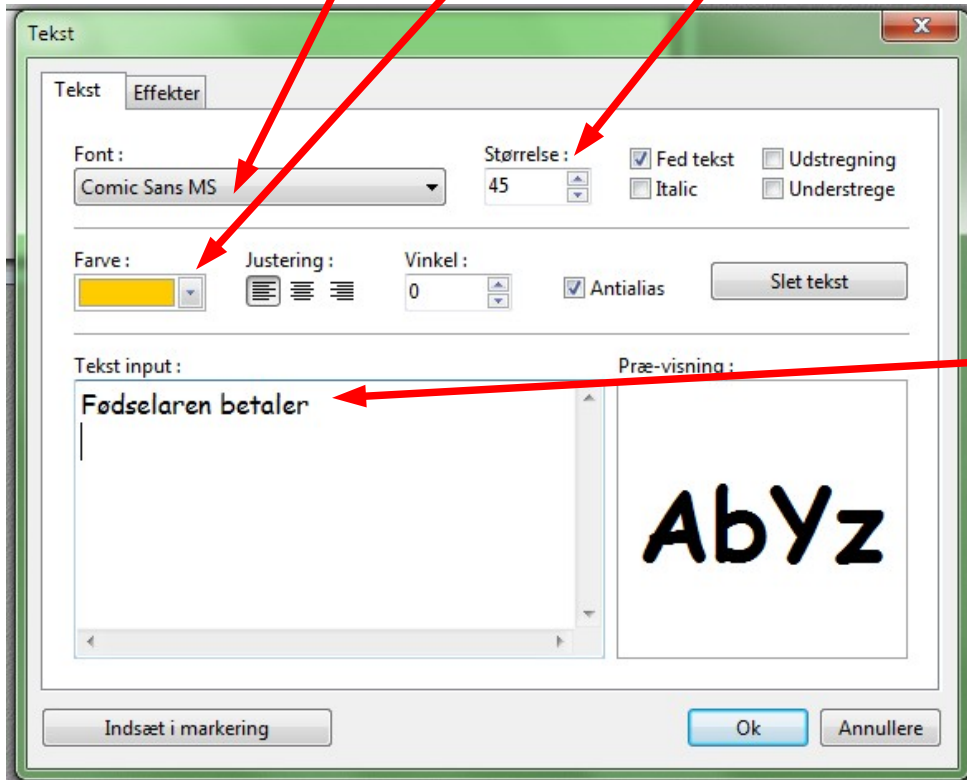 Tekst
Tekst Effekter
Font :
Størrelse :
Fed tekst
Udstregning
Comic Sans MS
45
Italic
Understrege
Farve :
Justering :
Vinkel :
0
Antialias
Slet tekst
Tekst input :
Præ-visning :
Fødselaren betaler
AbYz
Indsæt i markering
Ok
Annullere